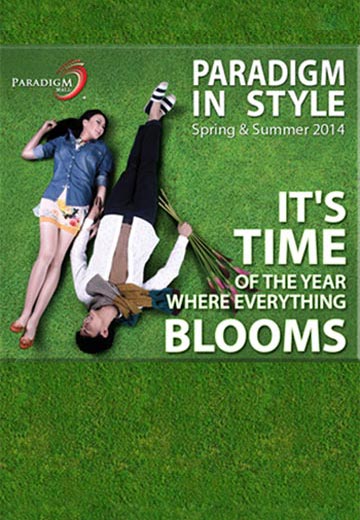 PARADIGM
MALL
PARADIGM
IN STYLE
Spring & Summer 2014
IT'S
TIME
OF THE YEAR
WHERE EVERYTHING
BLOOMS